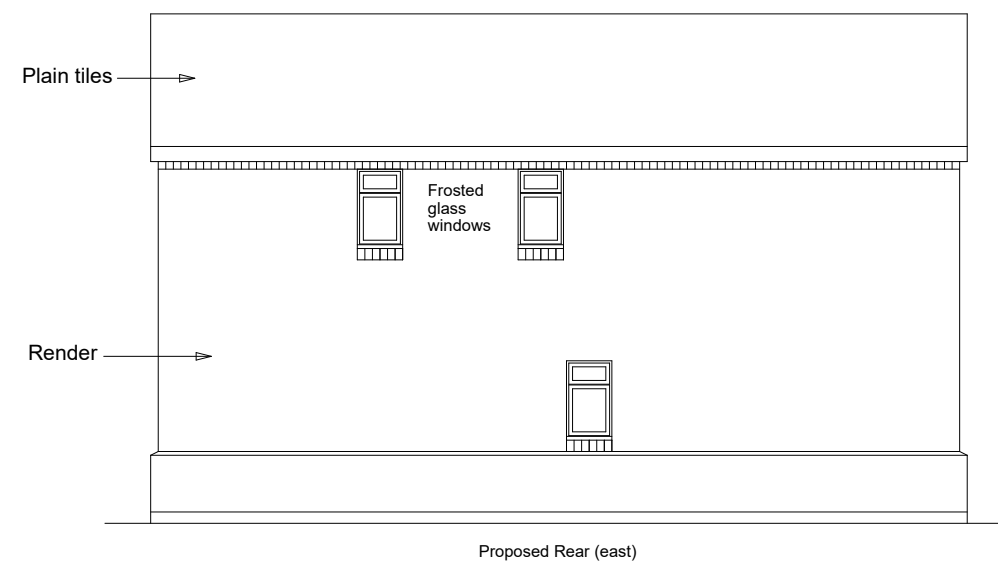 Plain tiles
Frosted
glass
windows
Render
Proposed Rear (east)